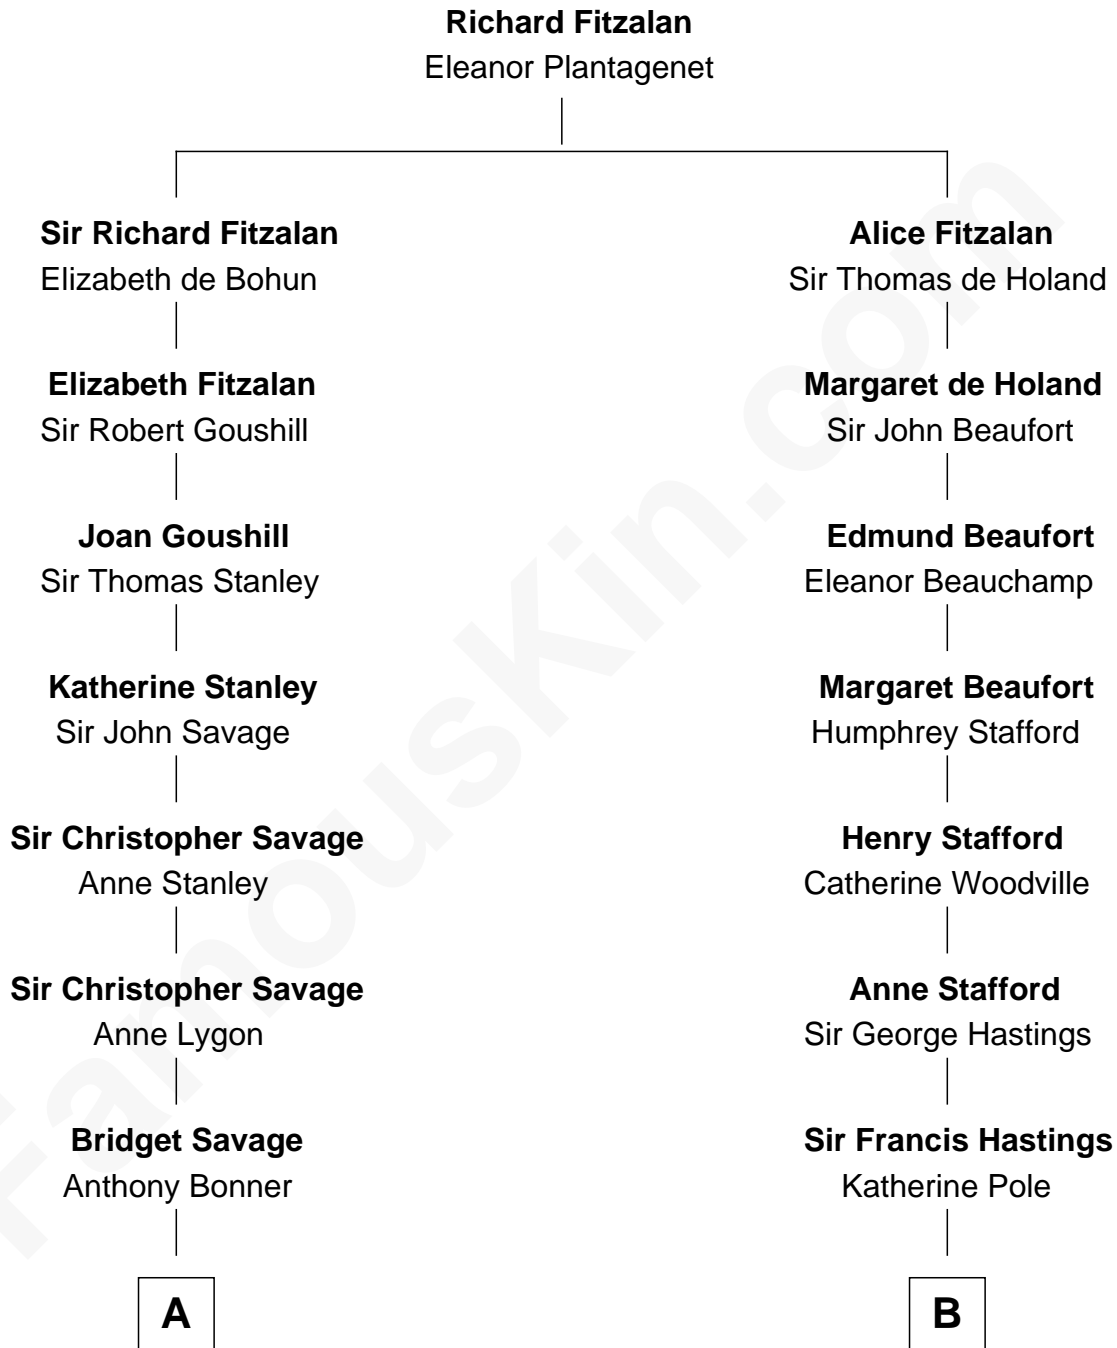 Richard Fitzalan
Eleanor Plantagenet
Sir Richard Fitzalan
Elizabeth de Bohun
Alice Fitzalan
Sir Thomas de Holand
Elizabeth Fitzalan
Sir Robert Goushill
Margaret de Holand
Sir John Beaufort
Joan Goushill
Sir Thomas Stanley
Edmund Beaufort
Eleanor Beauchamp
Katherine Stanley
Sir John Savage
Margaret Beaufort
Humphrey Stafford
Sir Christopher Savage
Anne Stanley
Henry Stafford
Catherine Woodville
Sir Christopher Savage
Anne Lygon
Anne Stafford
Sir George Hastings
Bridget Savage
Anthony Bonner
Sir Francis Hastings
Katherine Pole
A
B
FamousKin.com